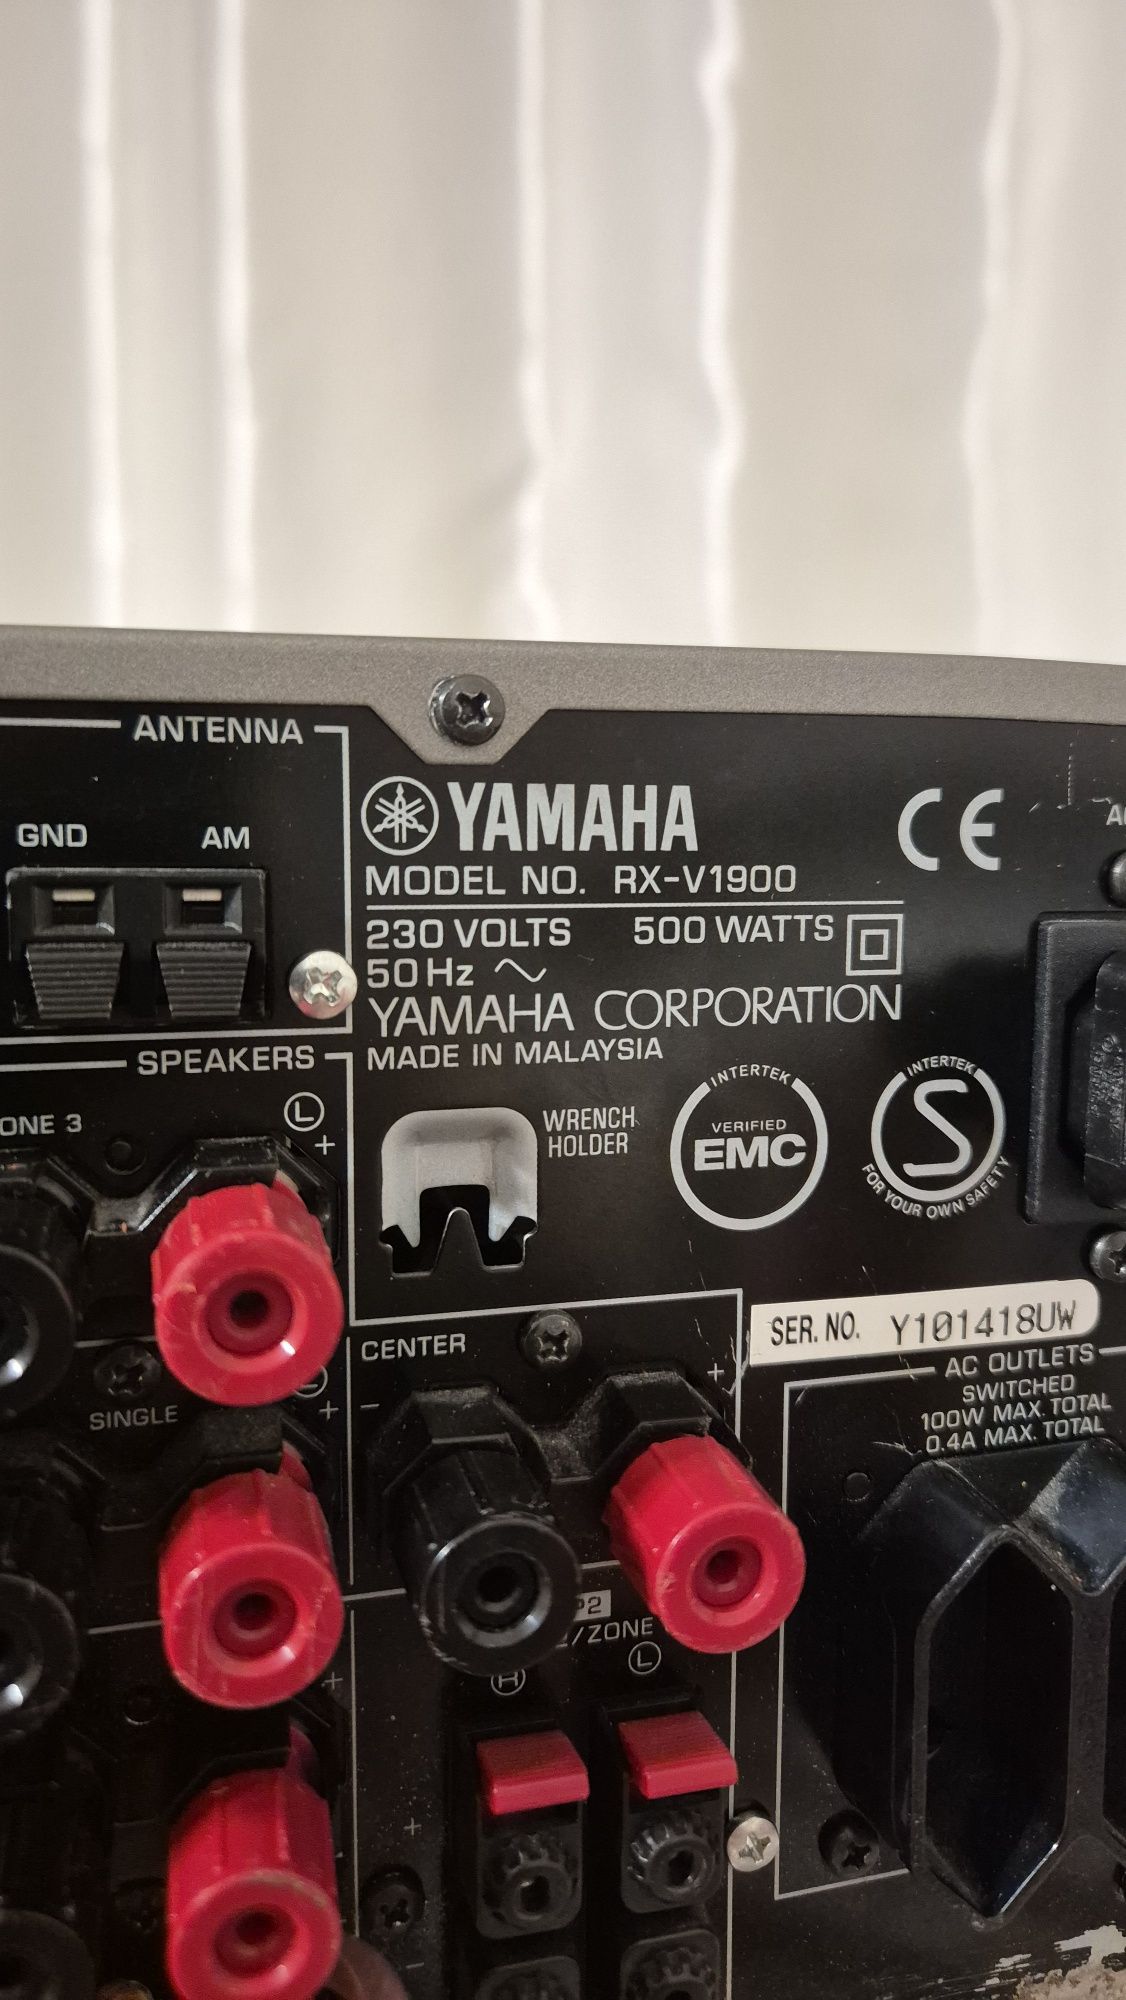 ANTENNA
GND AM
YAMAHA
MODEL NO. RX-V1900
230 VOLTS 500 WATTS
50 Hz
YAMAHA CORPORATION
MADE IN MALAYSIA
CE
SPEAKERS
ONE 3
L
+
WRENCH
HOLDER
INTERTEK
VERIFIED
EMC
INTERTEK
S
FOR YOUR OWN SAFETY
SER. NO. Y101418UW
CENTER
- +
SINGLE
+
AC OUTLETS
SWITCHED
100W MAX. TOTAL
0.4A MAX. TOTAL
P2
/ZONE
L
+
+
-